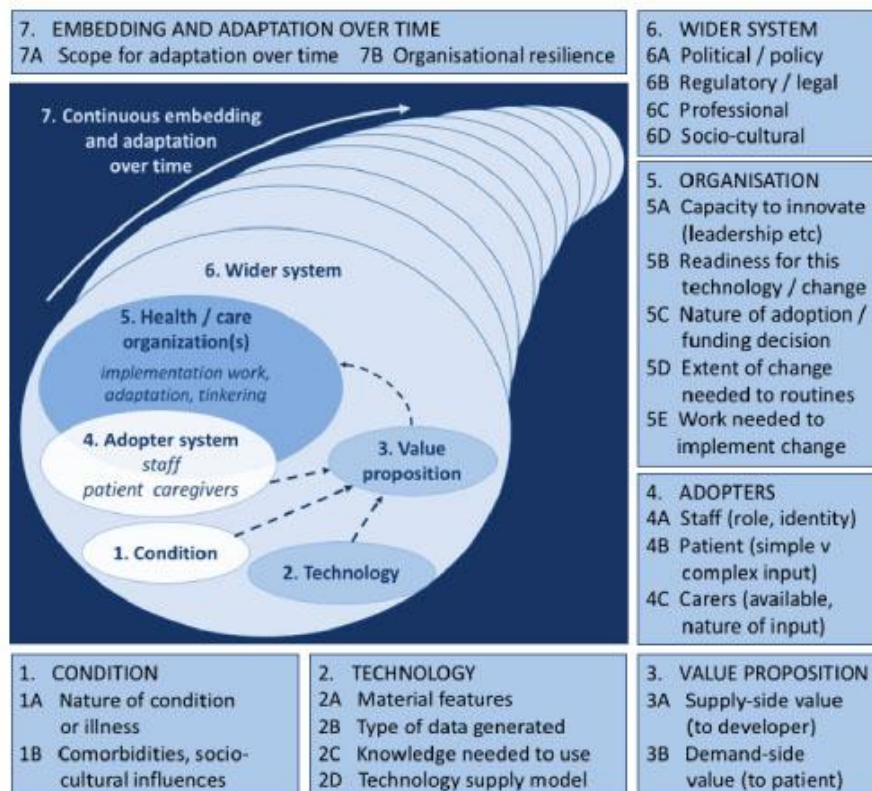 7. EMBEDDING AND ADAPTATION OVER TIME
7A Scope for adaptation over time 7B Organisational resilience
7. Continuous embedding
and adaptation
over time
6. Wider system
5. Health / care
organization(s)
implementation work,
adaptation, tinkering
4. Adopter system
staff
patient caregivers
3. Value
proposition
1. Condition
2. Technology
6. WIDER SYSTEM
6A Political / policy
6B Regulatory / legal
6C Professional
6D Socio-cultural
5. ORGANISATION
5A Capacity to innovate
(leadership etc)
5B Readiness for this
technology / change
5C Nature of adoption /
funding decision
5D Extent of change
needed to routines
5E Work needed to
implement change
4. ADOPTERS
4A Staff (role, identity)
4B Patient (simple v
complex input)
4C Carers (available,
nature of input)
1. CONDITION
1A Nature of condition
or illness
1B Comorbidities, socio-
cultural influences
2. TECHNOLOGY
2A Material features
2B Type of data generated
2C Knowledge needed to use
2D Technology supply model
3. VALUE PROPOSITION
3A Supply-side value
(to developer)
3B Demand-side
value (to patient)